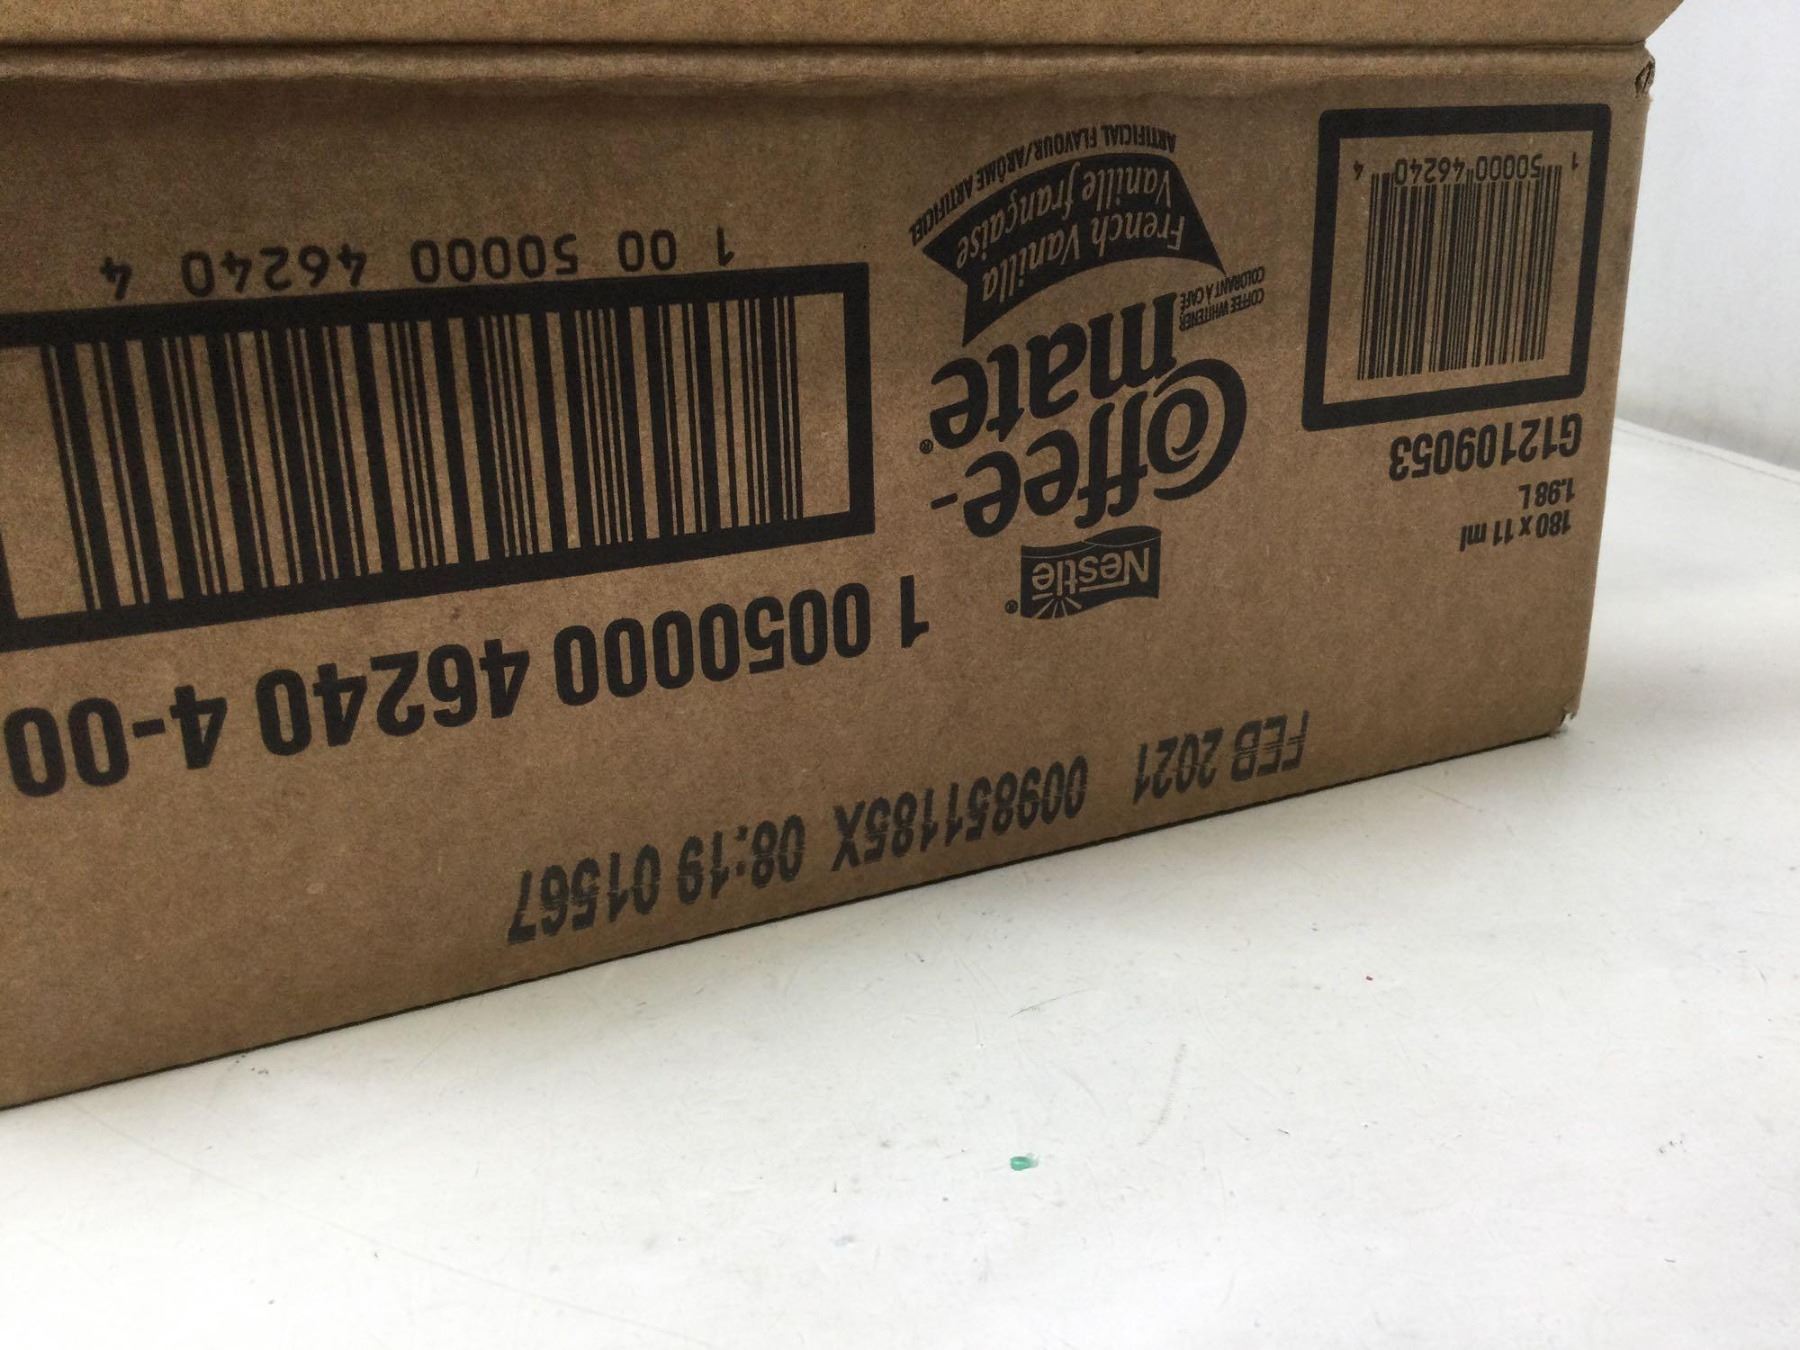 FEB 2021 009851185X 08:19 01567
180 x 11 ml
1.98 L
G12109053
1 50000 46240 4
Nestlé®
Coffee-
mate®
COFFEE WHITENER
COLORANT À CAFÉ
French Vanilla
Vanille française
ARTIFICIAL FLAVOUR/ARÔME ARTIFICIEL
1 0050000 46240 4-00
1 00 50000 46240 4